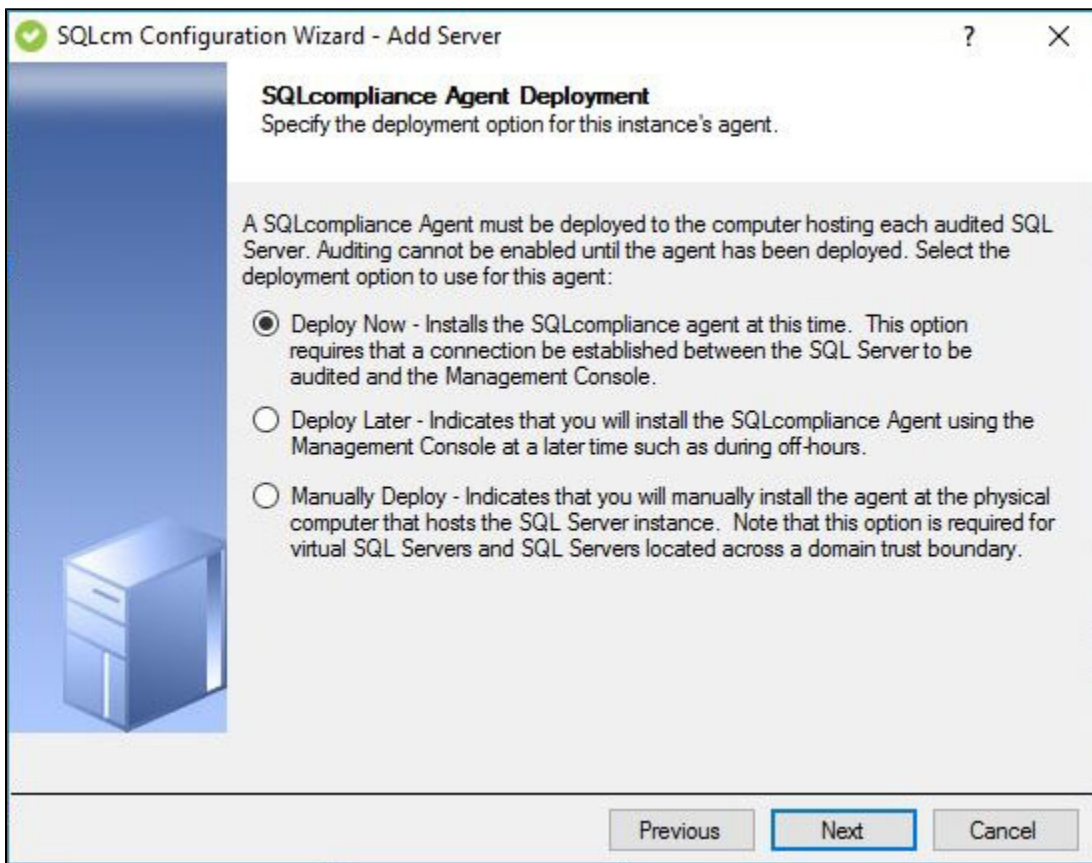 SQLcm Configuration Wizard - Add Server
?
SQLcompliance Agent Deployment
Specify the deployment option for this instance's agent.
A SQLcompliance Agent must be deployed to the computer hosting each audited SQL
Server. Auditing cannot be enabled until the agent has been deployed. Select the
deployment option to use for this agent:
Deploy Now - Installs the SQLcompliance agent at this time.  This option
requires that a connection be established between the SQL Server to be
audited and the Management Console.
Deploy Later - Indicates that you will install the SQLcompliance Agent using the
Management Console at a later time such as during off-hours.
Manually Deploy - Indicates that you will manually install the agent at the physical
computer that hosts the SQL Server instance.  Note that this option is required for
virtual SQL Servers and SQL Servers located across a domain trust boundary.
Previous
Next
Cancel